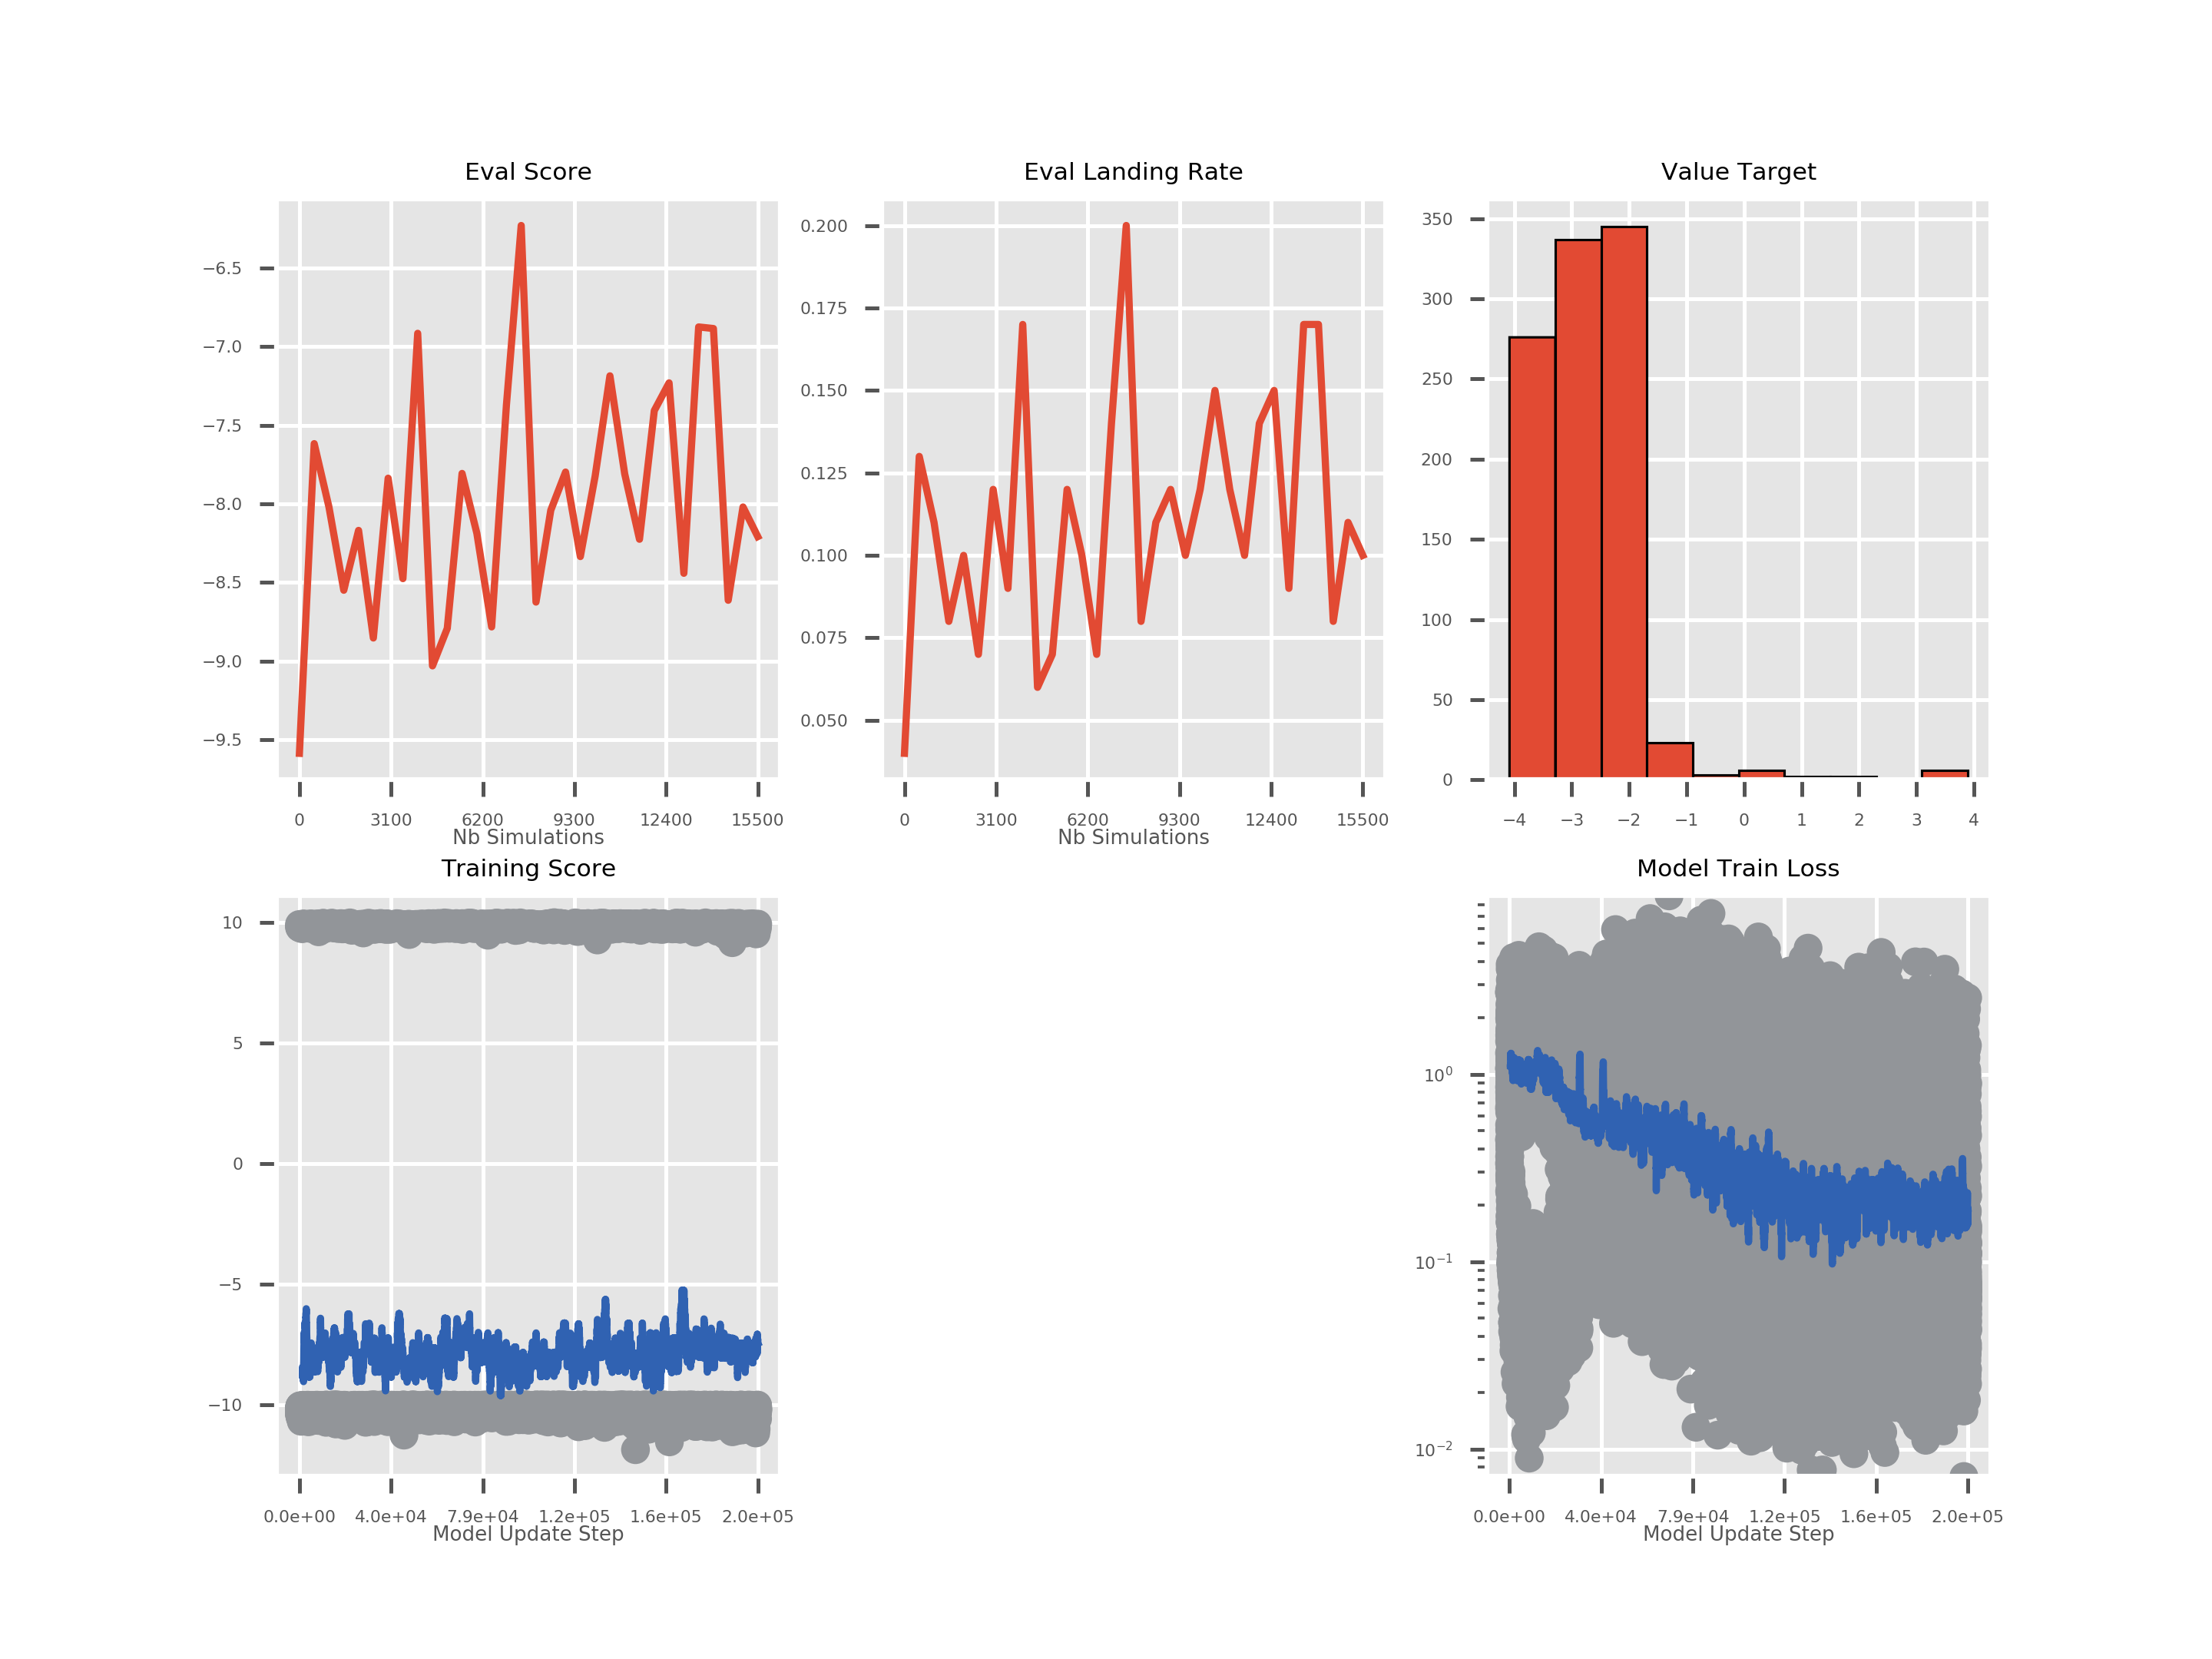 Eval Score
−6.5
−7.0
−7.5
−8.0
−8.5
−9.0
−9.5
0 3100 6200 9300 12400 15500
Nb Simulations
Eval Landing Rate
0.200
0.175
0.150
0.125
0.100
0.075
0.050
0 3100 6200 9300 12400 15500
Nb Simulations
Value Target
350
300
250
200
150
100
50
0
−4 −3 −2 −1 0 1 2 3 4
Training Score
10
5
0
−5
−10
0.0e+00 4.0e+04 7.9e+04 1.2e+05 1.6e+05 2.0e+05
Model Update Step
Model Train Loss
10⁰
10⁻¹
10⁻²
0.0e+00 4.0e+04 7.9e+04 1.2e+05 1.6e+05 2.0e+05
Model Update Step